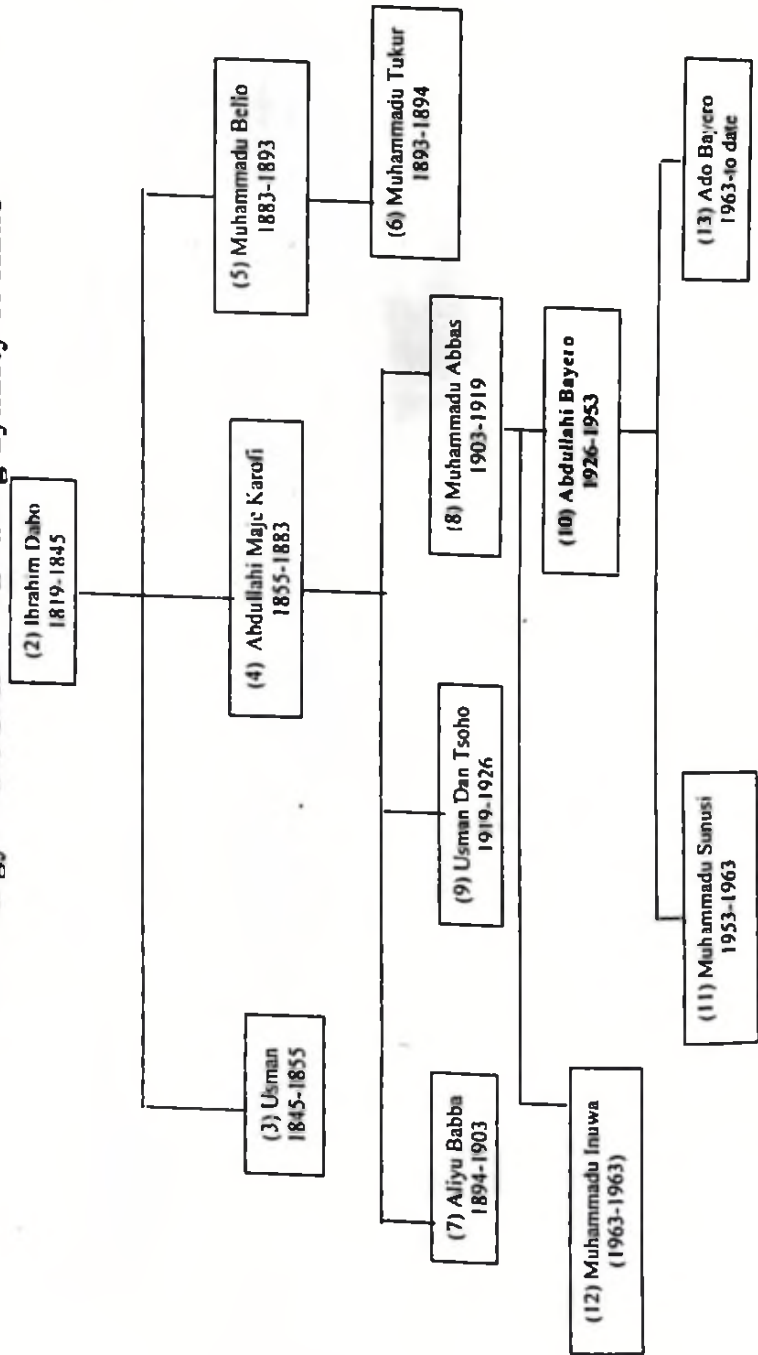 (2) Ibrahim Dabo
1819-1845
(3) Usman
1845-1855
(4) Abdullahi Maje Karofi
1855-1883
(5) Muhammadu Bello
1883-1893
(6) Muhammadu Tukur
1893-1894
(7) Aliyu Babba
1894-1903
(9) Usman Dan Tsoho
1919-1926
(8) Muhammadu Abbas
1903-1919
(12) Muhammadu Inuwa
(1963-1963)
(10) Abdullahi Bayero
1926-1953
(11) Muhammadu Sunusi
1953-1963
(13) Ado Bayero
1963-to date